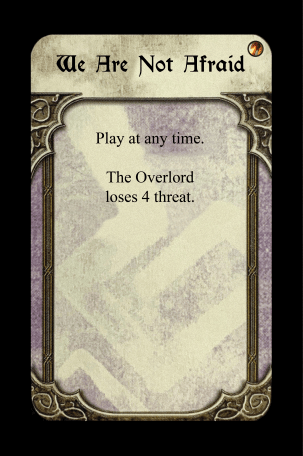 We Are Not Afraid
Play at any time.
The Overlord
loses 4 threat.